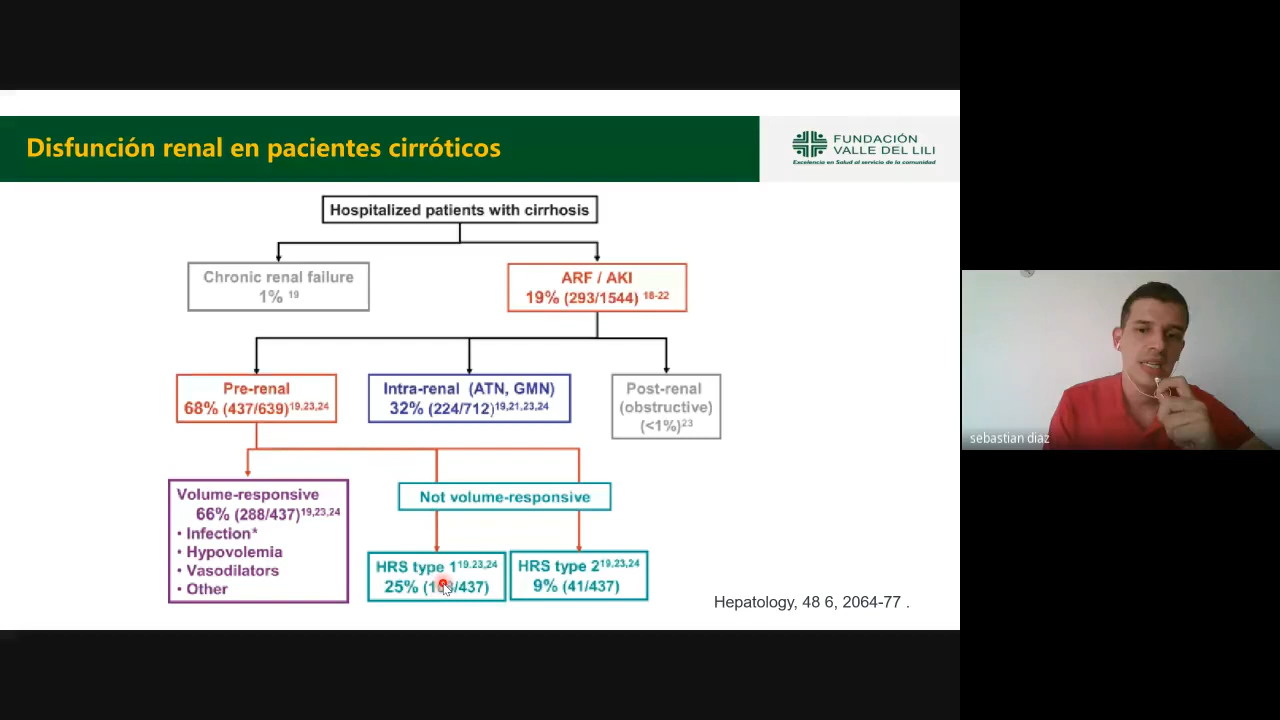 Disfunción renal en pacientes cirróticos
FUNDACIÓN
VALLE DEL LILI
Excelencia en Salud al servicio de la comunidad
Hospitalized patients with cirrhosis
Chronic renal failure
1% 19
ARF / AKI
19% (293/1544) 18-22
Pre-renal
68% (437/639)19,23,24
Intra-renal (ATN, GMN)
32% (224/712)19,21,23,24
Post-renal
(obstructive)
(<1%)23
Volume-responsive
66% (288/437)19,23,24
• Infection*
• Hypovolemia
• Vasodilators
• Other
Not volume-responsive
HRS type 119,23,24
25% /437)
HRS type 219,23,24
9% (41/437)
Hepatology, 48 6, 2064-77 .
sebastian diaz